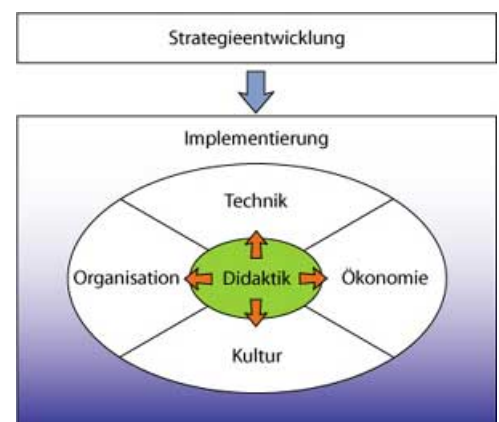 Strategieentwicklung
Implementierung
Technik
Organisation
Didaktik
Ökonomie
Kultur